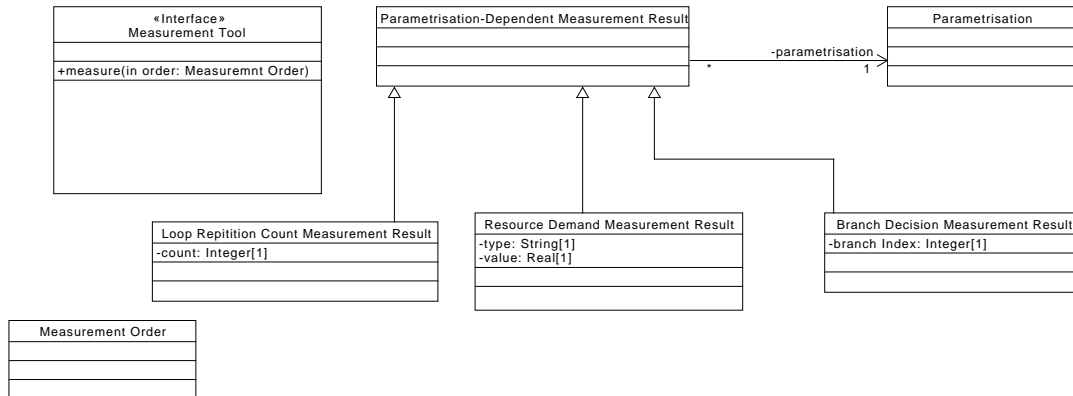 «Interface»
Measurement Tool
+measure(in order: Measuremnt Order)
Parametrisation-Dependent Measurement Result
-parametrisation
*
1
Parametrisation
Loop Repitition Count Measurement Result
-count: Integer[1]
Resource Demand Measurement Result
-type: String[1]
-value: Real[1]
Branch Decision Measurement Result
-branch Index: Integer[1]
Measurement Order